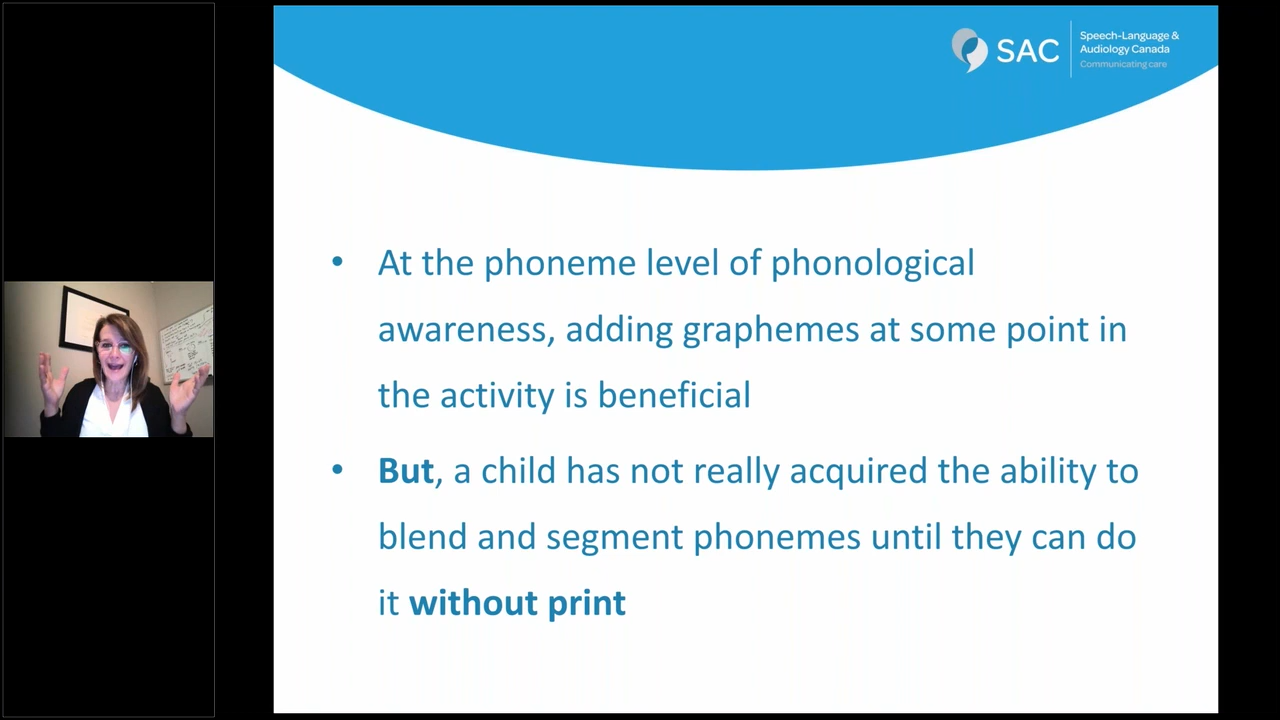 SAC
Speech-Language &
Audiology Canada
Communicating care
• At the phoneme level of phonological
awareness, adding graphemes at some point in
the activity is beneficial
• But, a child has not really acquired the ability to
blend and segment phonemes until they can do
it without print